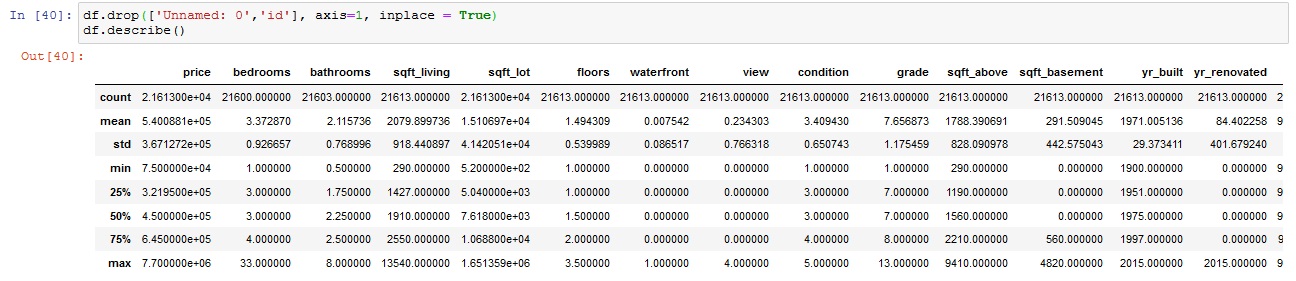 In [40]: df.drop(['Unnamed: 0','id'], axis=1, inplace = True)
df.describe()
Out[40]:
price bedrooms bathrooms sqft_living sqft_lot floors waterfront view condition grade sqft_above sqft_basement yr_built yr_renovated
count 2.161300e+04 21600.000000 21603.000000 21613.000000 2.161300e+04 21613.000000 21613.000000 21613.000000 21613.000000 21613.000000 21613.000000 21613.000000 21613.000000 21613.000000 2
mean 5.400881e+05 3.372870 2.115736 2079.899736 1.510697e+04 1.494309 0.007542 0.234303 3.409430 7.656873 1788.390691 291.509045 1971.005136 84.402258 9
std 3.671272e+05 0.926657 0.768996 918.440897 4.142051e+04 0.539989 0.086517 0.766318 0.650743 1.175459 828.090978 442.575043 29.373411 401.679240
min 7.500000e+04 1.000000 0.500000 290.000000 5.200000e+02 1.000000 0.000000 0.000000 1.000000 1.000000 290.000000 0.000000 1900.000000 0.000000 9
25% 3.219500e+05 3.000000 1.750000 1427.000000 5.040000e+03 1.000000 0.000000 0.000000 3.000000 7.000000 1190.000000 0.000000 1951.000000 0.000000 9
50% 4.500000e+05 3.000000 2.250000 1910.000000 7.618000e+03 1.500000 0.000000 0.000000 3.000000 7.000000 1560.000000 0.000000 1975.000000 0.000000 9
75% 6.450000e+05 4.000000 2.500000 2550.000000 1.068800e+04 2.000000 0.000000 0.000000 4.000000 8.000000 2210.000000 560.000000 1997.000000 0.000000 9
max 7.700000e+06 33.000000 8.000000 13540.000000 1.651359e+06 3.500000 1.000000 4.000000 5.000000 13.000000 9410.000000 4820.000000 2015.000000 2015.000000 9